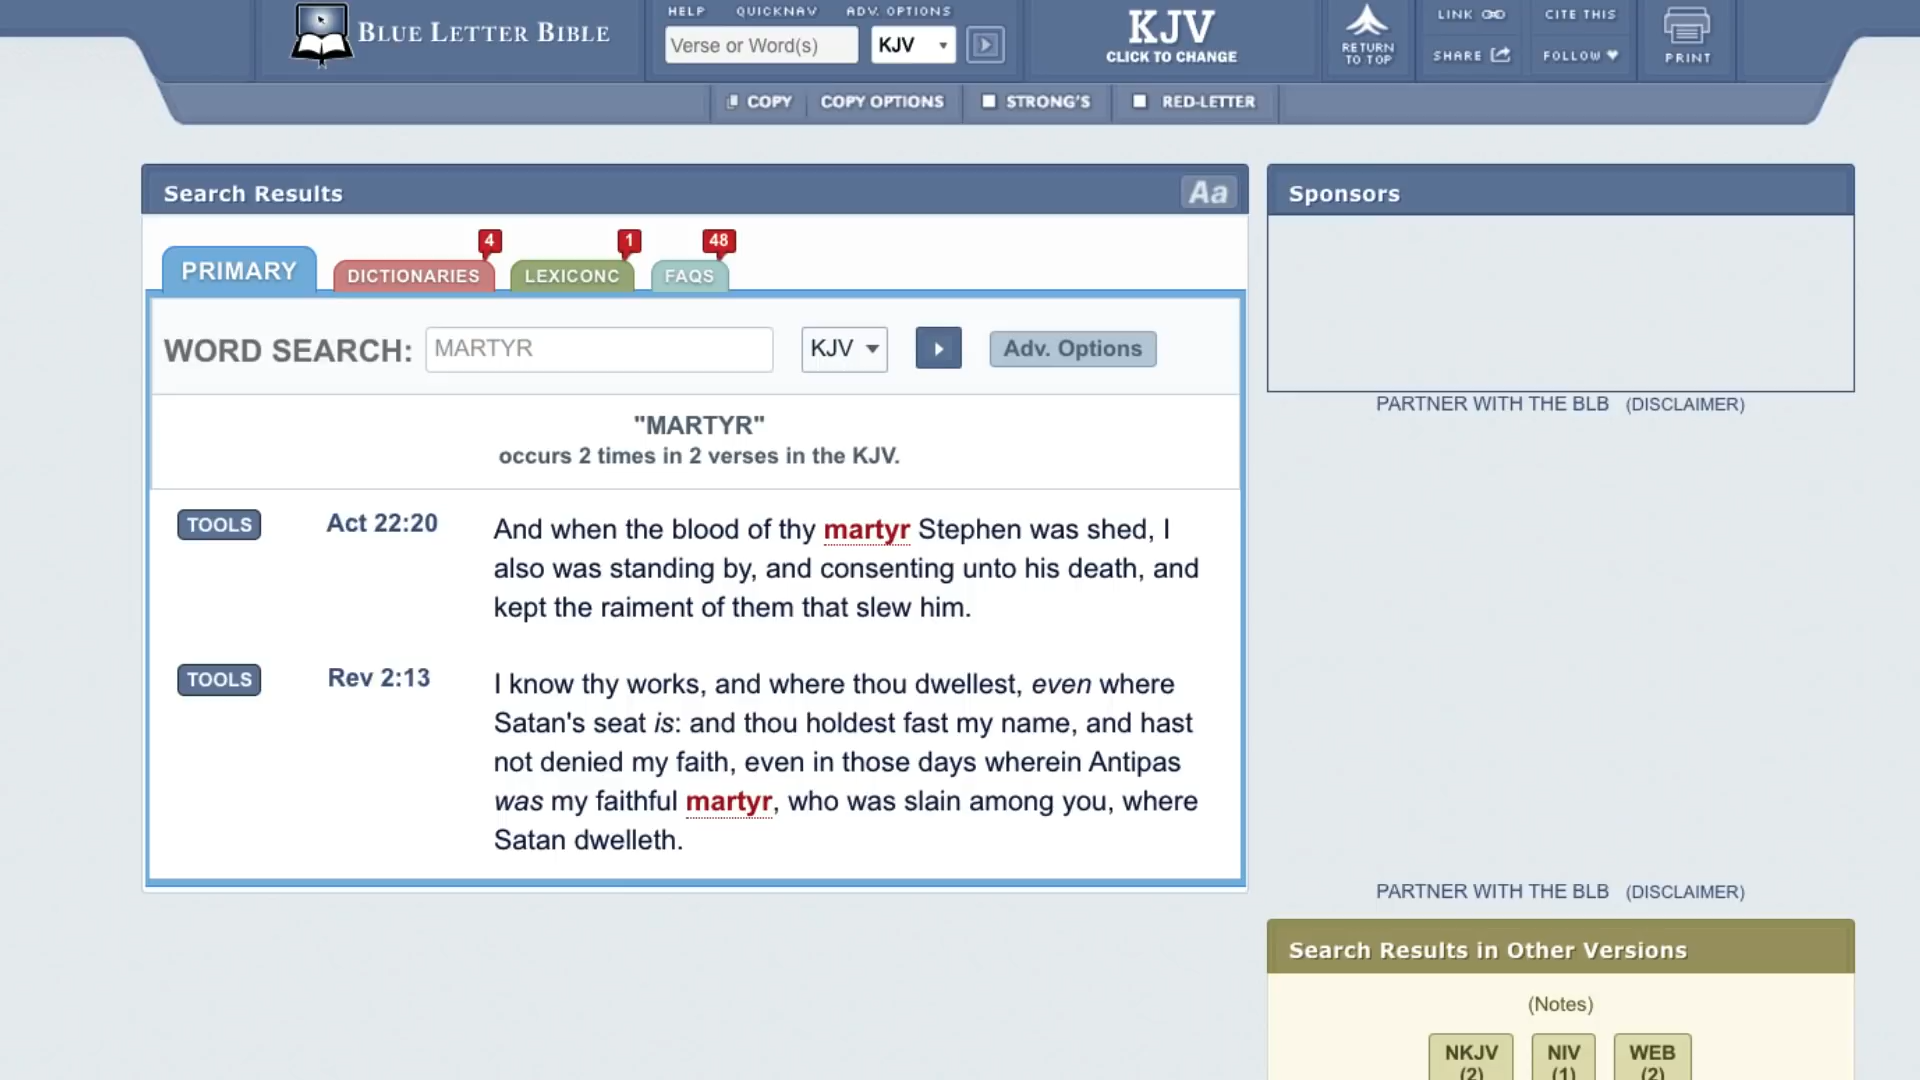 HELP QUICKNAV ADV. OPTIONS
BLUE LETTER BIBLE
Verse or Word(s) KJV
KJV
CLICK TO CHANGE
RETURN
TO TOP
LINK
CITE THIS
SHARE
FOLLOW
PRINT
COPY COPY OPTIONS STRONG'S RED-LETTER
Search Results Aa
4 1 48
PRIMARY DICTIONARIES LEXICONC FAQS
WORD SEARCH: MARTYR KJV Adv. Options
"MARTYR"
occurs 2 times in 2 verses in the KJV.
TOOLS Act 22:20 And when the blood of thy martyr Stephen was shed, I
also was standing by, and consenting unto his death, and
kept the raiment of them that slew him.
TOOLS Rev 2:13 I know thy works, and where thou dwellest, even where
Satan's seat is: and thou holdest fast my name, and hast
not denied my faith, even in those days wherein Antipas
was my faithful martyr, who was slain among you, where
Satan dwelleth.
Sponsors
PARTNER WITH THE BLB (DISCLAIMER)
PARTNER WITH THE BLB (DISCLAIMER)
Search Results in Other Versions
(Notes)
NKJV NIV WEB
(2) (1) (2)